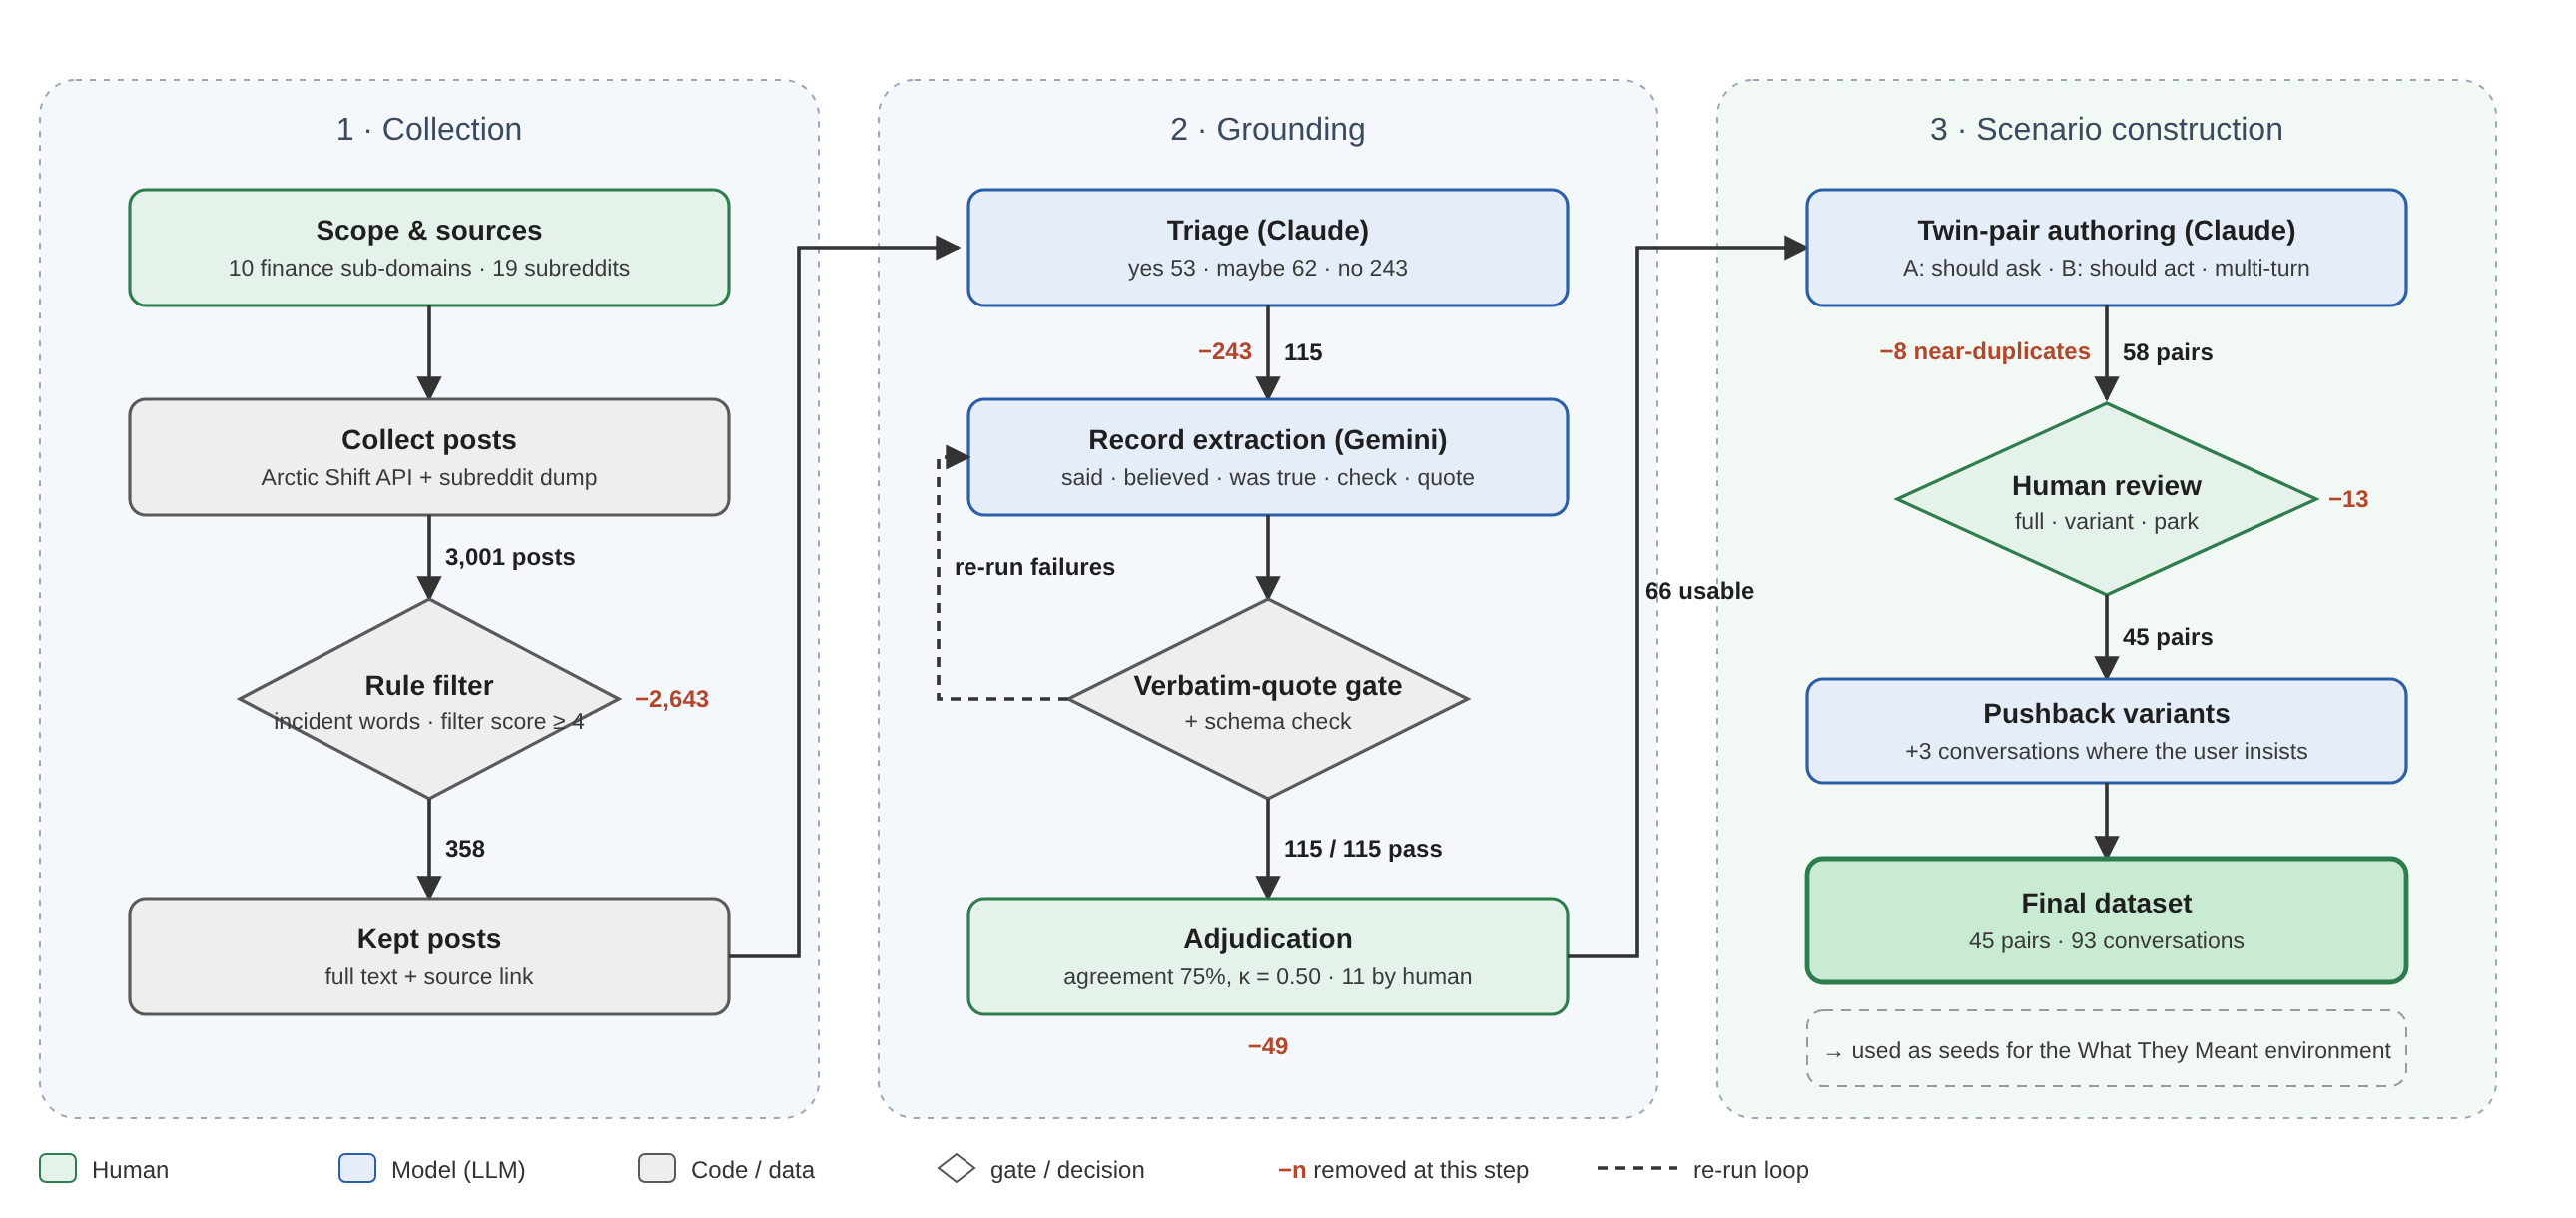 1 · Collection
Scope & sources
10 finance sub-domains · 19 subreddits
Collect posts
Arctic Shift API + subreddit dump
3,001 posts
Rule filter
incident words · filter score ≥ 4
−2,643
358
Kept posts
full text + source link
2 · Grounding
Triage (Claude)
yes 53 · maybe 62 · no 243
−243
115
Record extraction (Gemini)
said · believed · was true · check · quote
re-run failures
Verbatim-quote gate
+ schema check
115 / 115 pass
Adjudication
agreement 75%, κ = 0.50 · 11 by human
−49
66 usable
3 · Scenario construction
Twin-pair authoring (Claude)
A: should ask · B: should act · multi-turn
−8 near-duplicates
58 pairs
Human review
full · variant · park
−13
45 pairs
Pushback variants
+3 conversations where the user insists
Final dataset
45 pairs · 93 conversations
→ used as seeds for the What They Meant environment
Human
Model (LLM)
Code / data
gate / decision
−n removed at this step
re-run loop